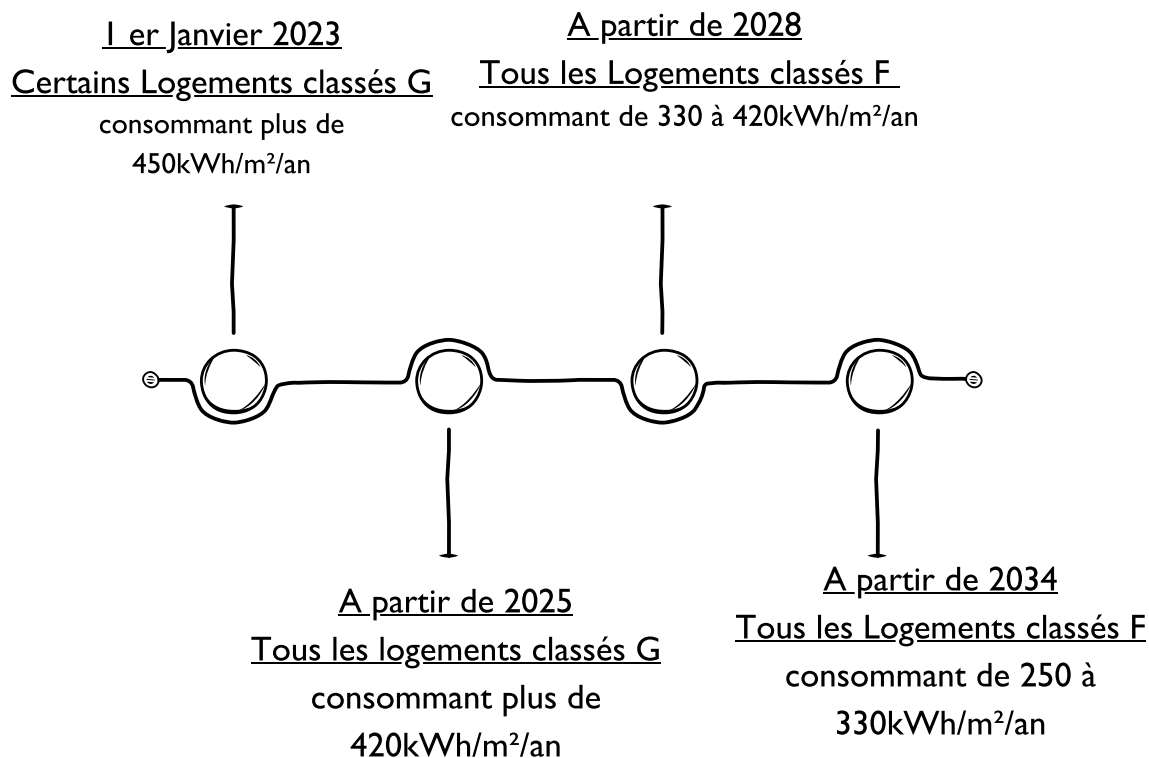 1 er Janvier 2023
Certains Logements classés G
consommant plus de
450kWh/m²/an
A partir de 2028
Tous les Logements classés F
consommant de 330 à 420kWh/m²/an
A partir de 2025
Tous les logements classés G
consommant plus de
420kWh/m²/an
A partir de 2034
Tous les Logements classés F
consommant de 250 à
330kWh/m²/an